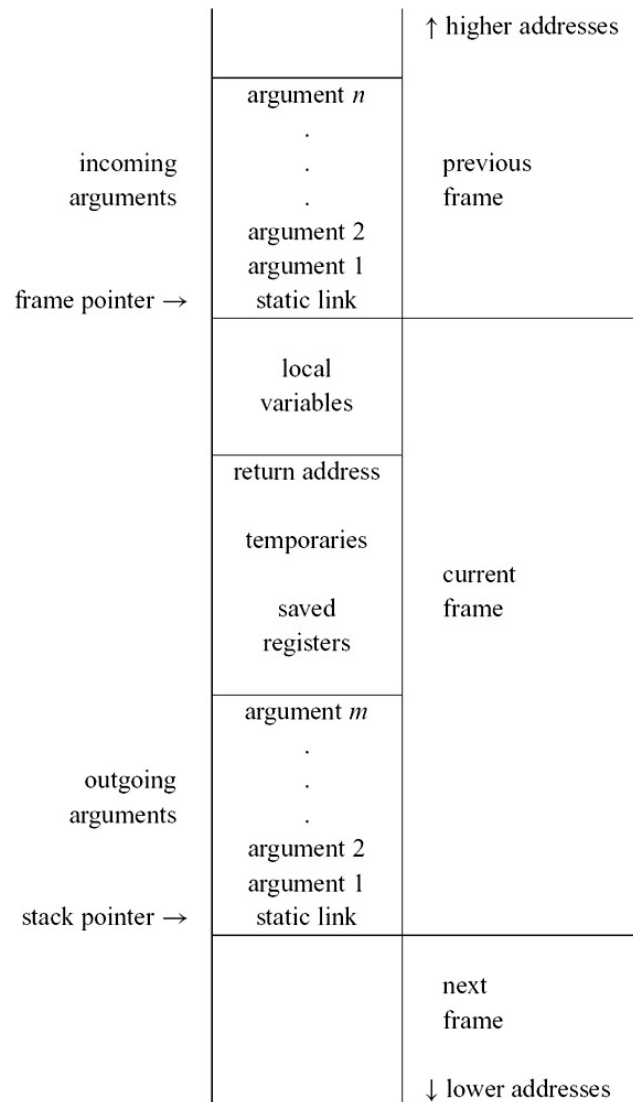 ↑ higher addresses
argument n
.
incoming . previous
arguments . frame
argument 2
argument 1
frame pointer → static link
local
variables
return address
temporaries
current
saved frame
registers
argument m
.
outgoing .
arguments .
argument 2
argument 1
stack pointer → static link
next
frame
↓ lower addresses